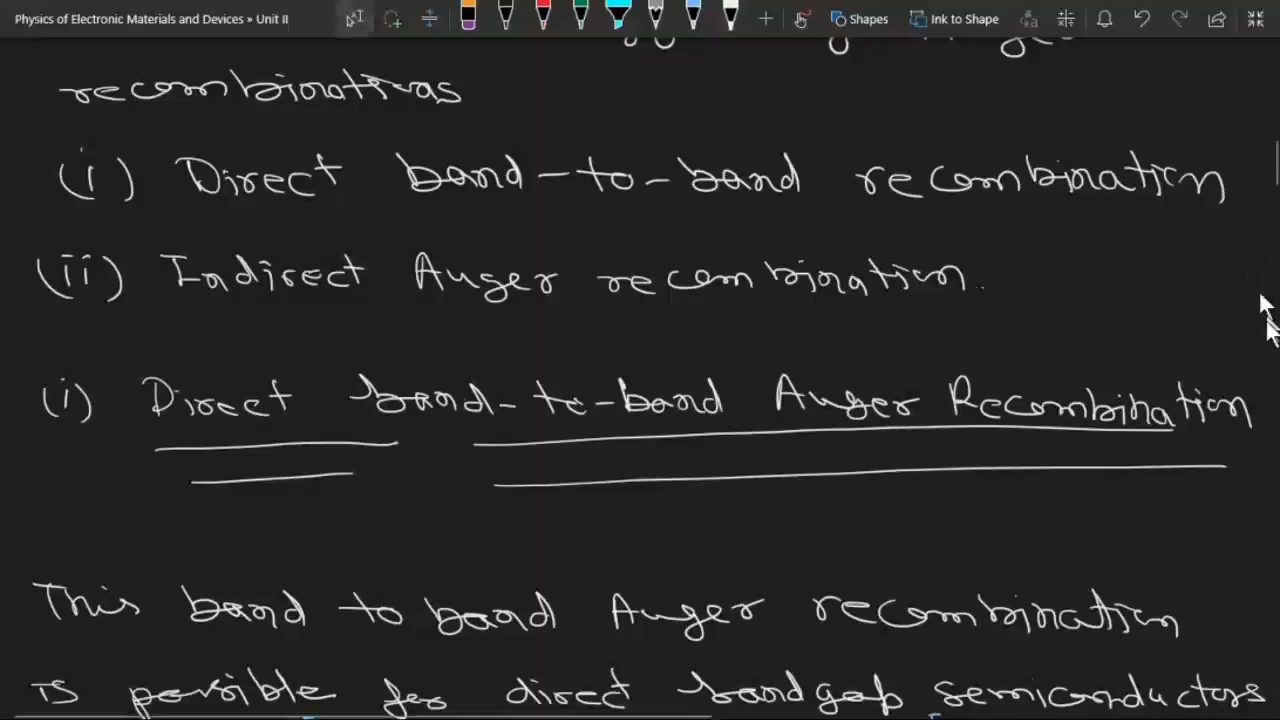 Physics of Electronic Materials and Devices » Unit II
Shapes
Ink to Shape
recombinations
(i) Direct band-to-band recombination
(ii) Indirect Auger recombination.
(i) Direct band-to-band Auger Recombination
This band to band Auger recombination
is possible for direct bandgap semiconductors